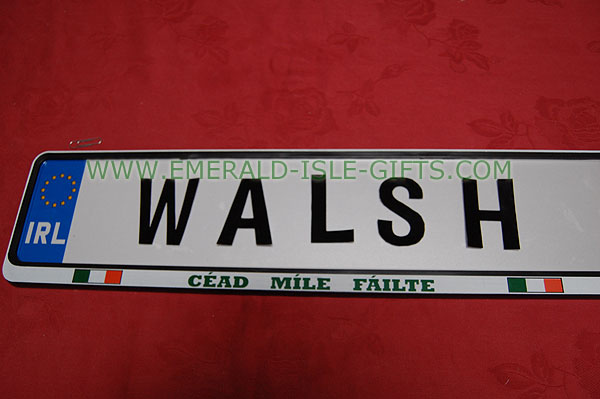 WWW.EMERALD-ISLE-GIFTS.COM
IRL WALSH
CÉAD MÍLE FÁILTE